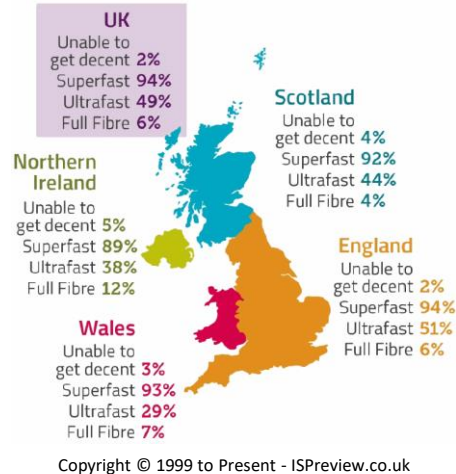 UK
Unable to
get decent 2%
Superfast 94%
Ultrafast 49%
Full Fibre 6%
Scotland
Unable to
get decent 4%
Superfast 92%
Ultrafast 44%
Full Fibre 4%
Northern
Ireland
Unable to
get decent 5%
Superfast 89%
Ultrafast 38%
Full Fibre 12%
England
Unable to
get decent 2%
Superfast 94%
Ultrafast 51%
Full Fibre 6%
Wales
Unable to
get decent 3%
Superfast 93%
Ultrafast 29%
Full Fibre 7%
Copyright © 1999 to Present - ISPreview.co.uk